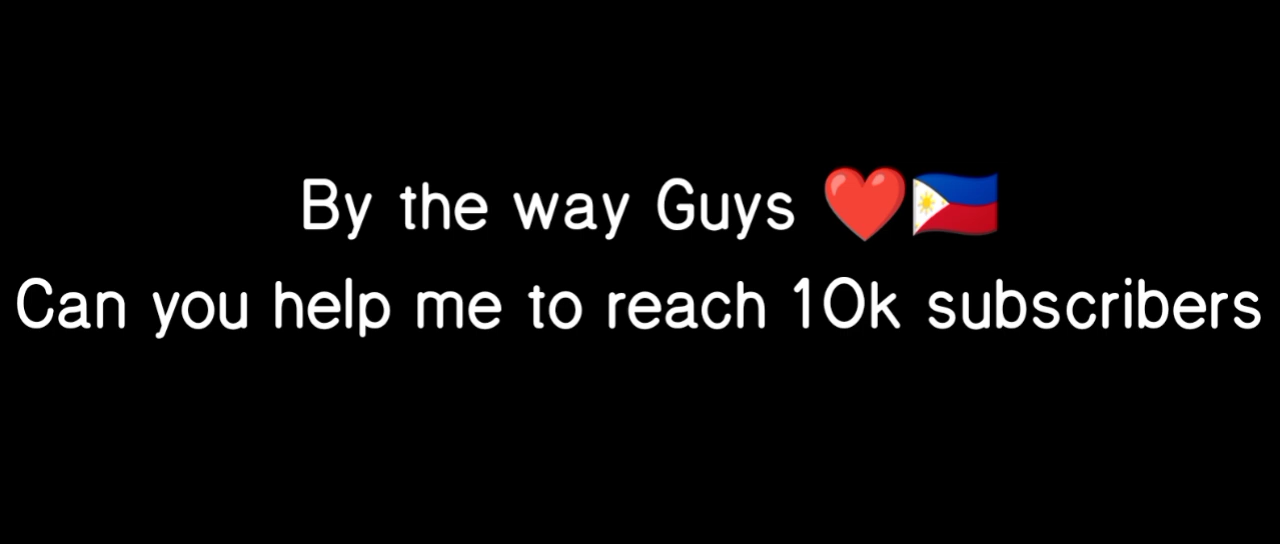 By the way Guys ❤️🇵🇭
Can you help me to reach 10k subscribers